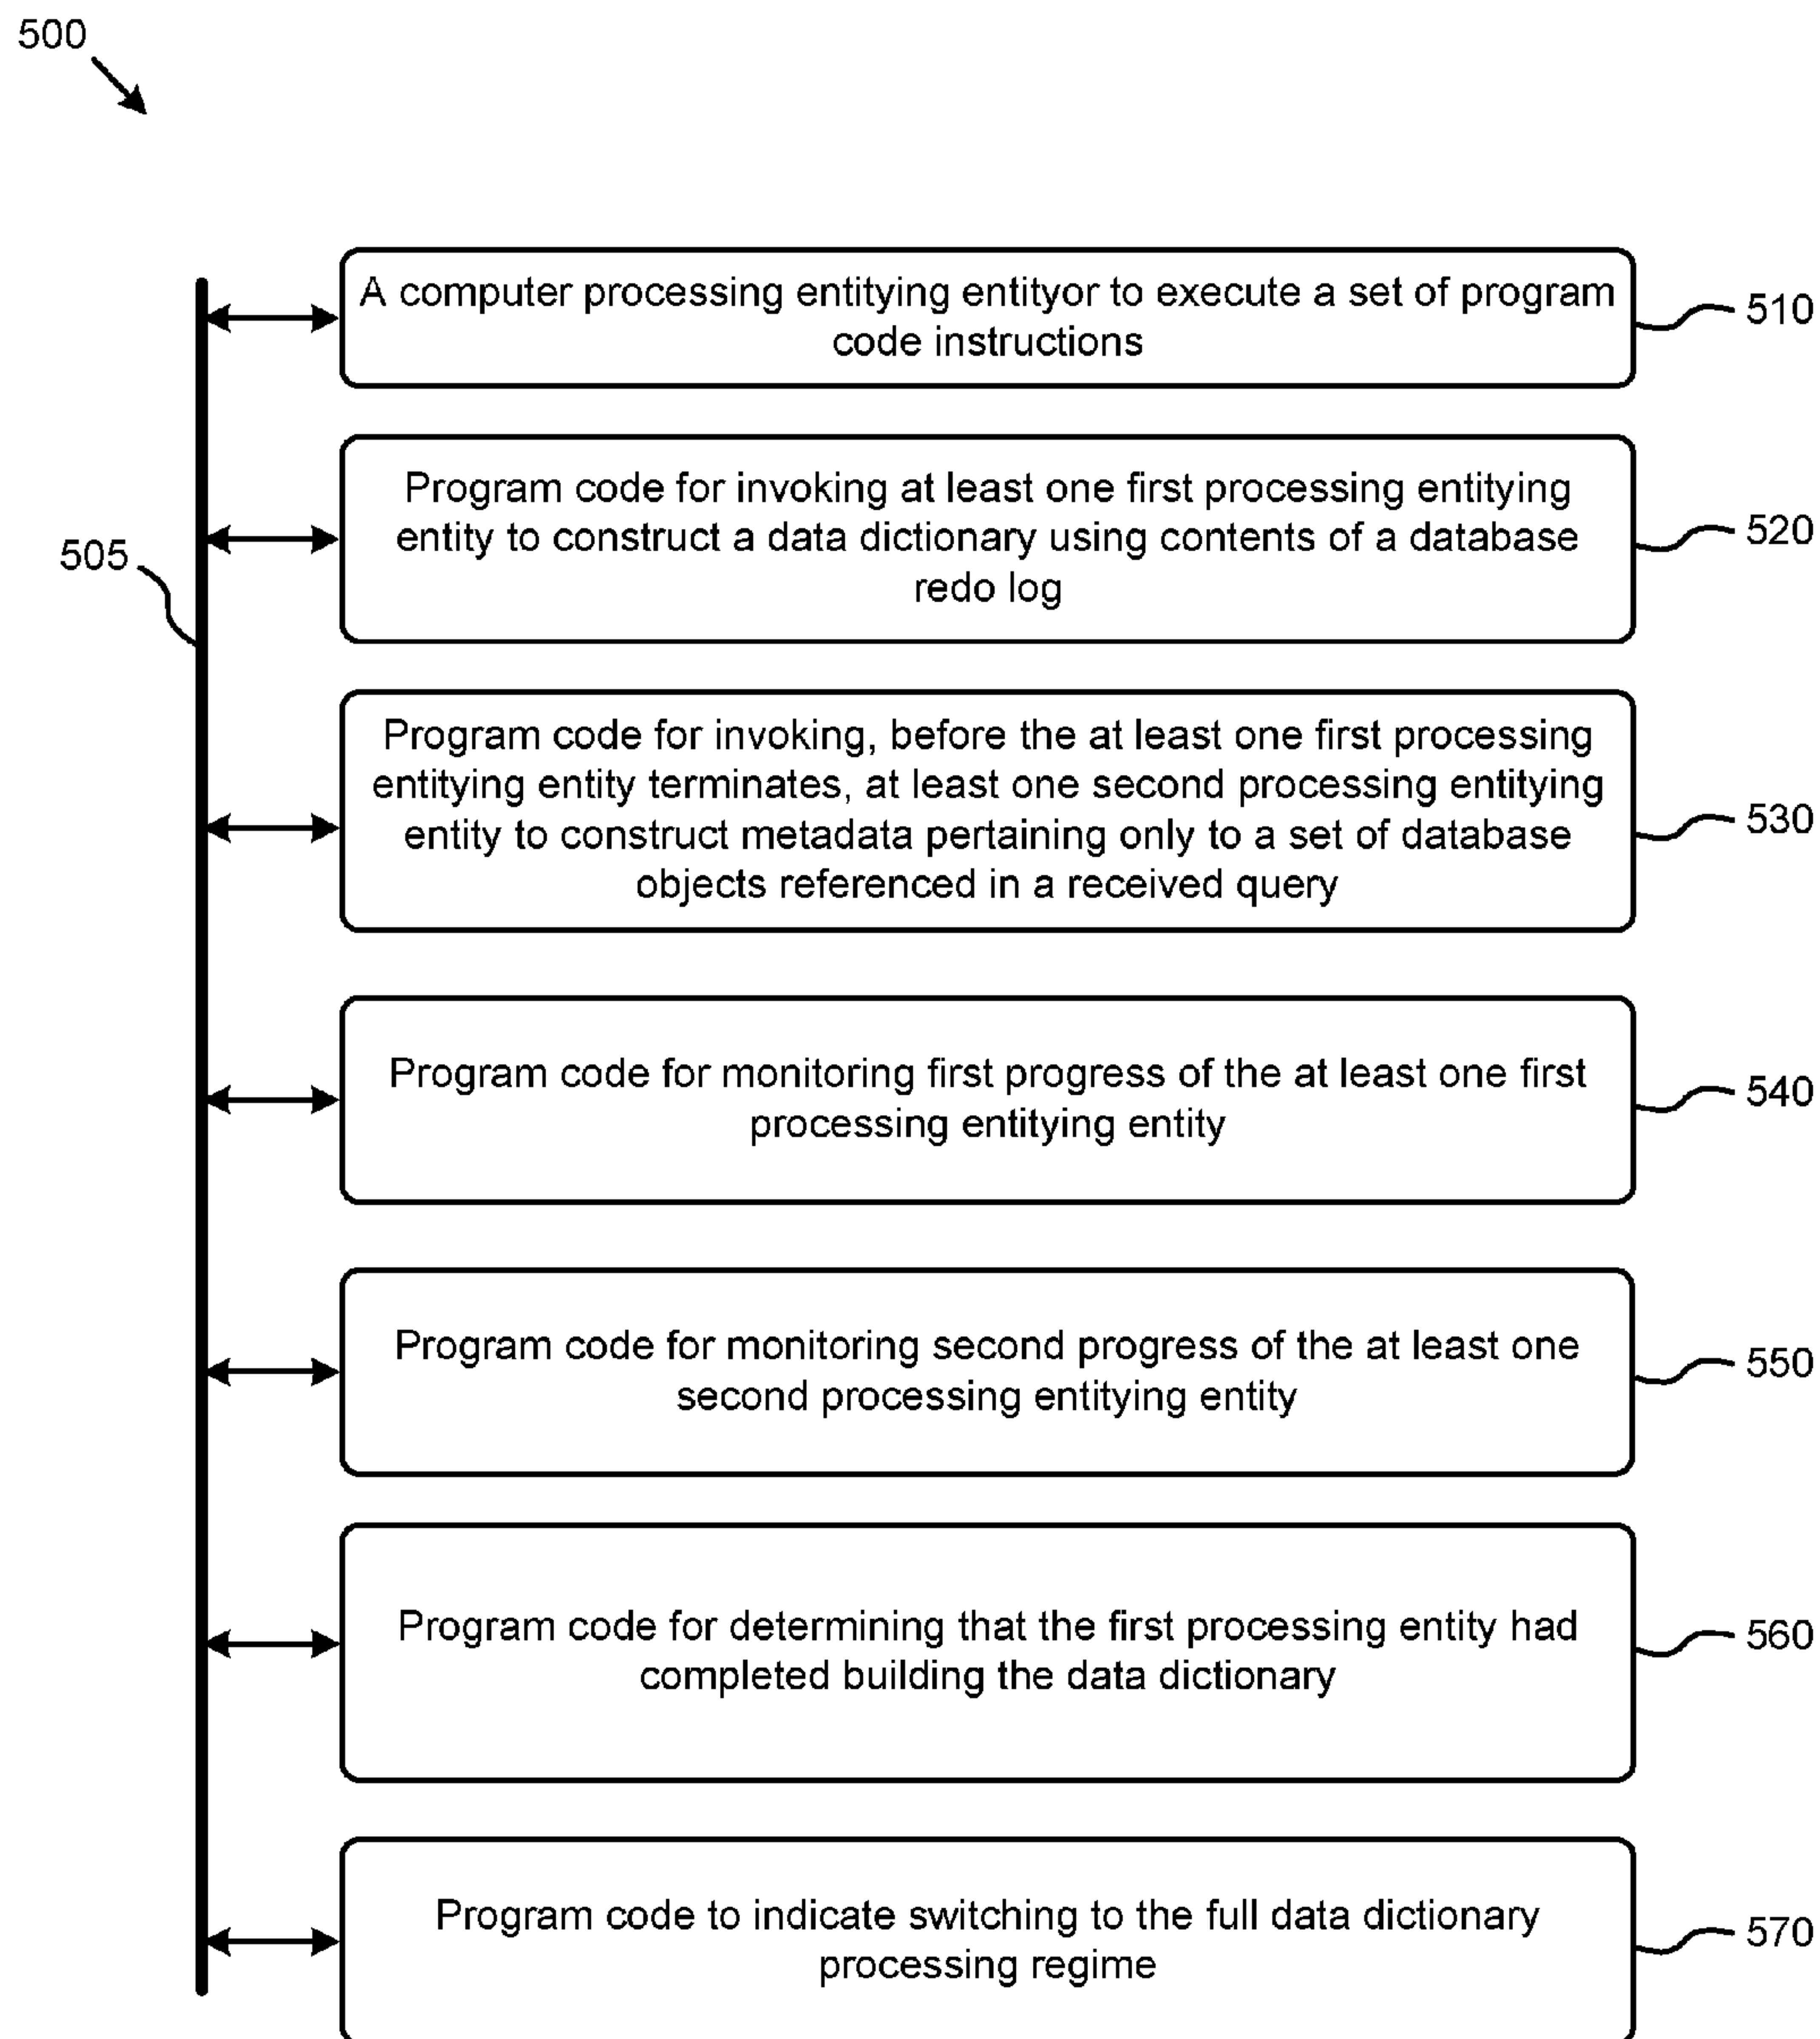 500
A computer processing entitying entityor to execute a set of program
code instructions
510
Program code for invoking at least one first processing entitying
entity to construct a data dictionary using contents of a database
redo log
520
505
Program code for invoking, before the at least one first processing
entitying entity terminates, at least one second processing entitying
entity to construct metadata pertaining only to a set of database
objects referenced in a received query
530
Program code for monitoring first progress of the at least one first
processing entitying entity
540
Program code for monitoring second progress of the at least one
second processing entitying entity
550
Program code for determining that the first processing entity had
completed building the data dictionary
560
Program code to indicate switching to the full data dictionary
processing regime
570